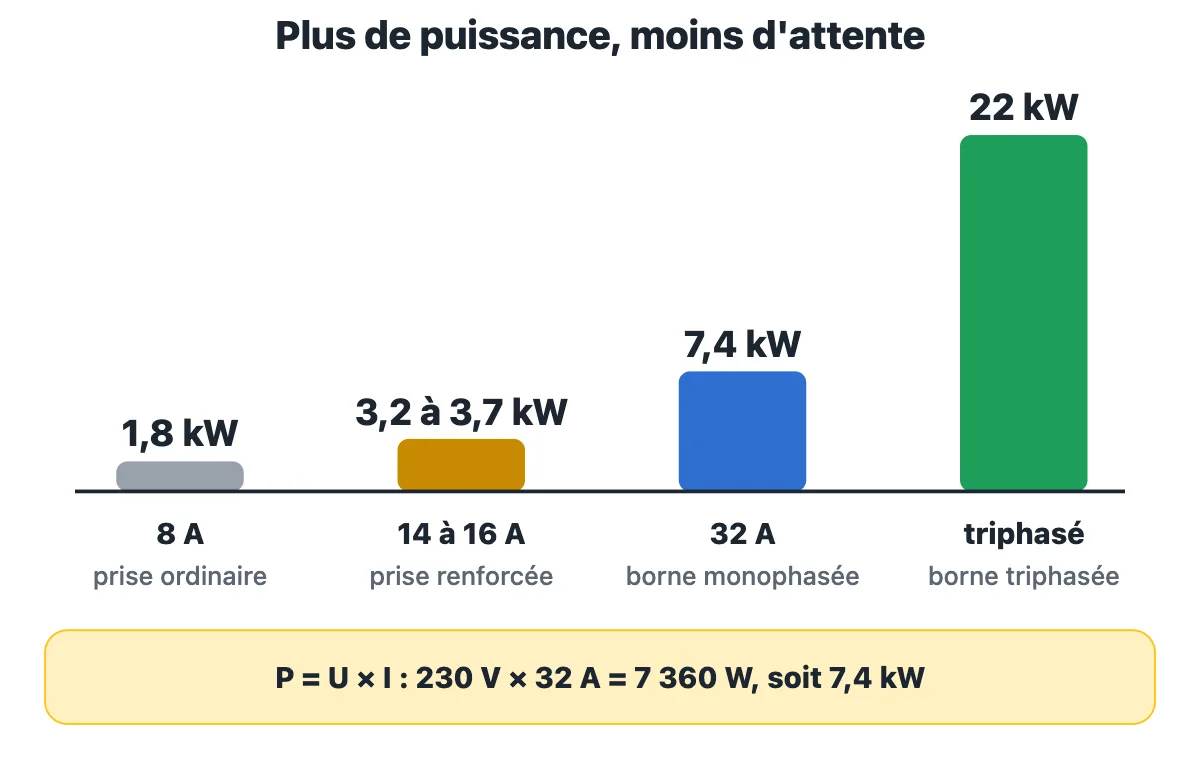 Plus de puissance, moins d'attente
22 kW
7,4 kW
3,2 à 3,7 kW
1,8 kW
8 A
14 à 16 A
32 A
triphasé
prise ordinaire
prise renforcée
borne monophasée
borne triphasée
P = U × I : 230 V × 32 A = 7 360 W, soit 7,4 kW